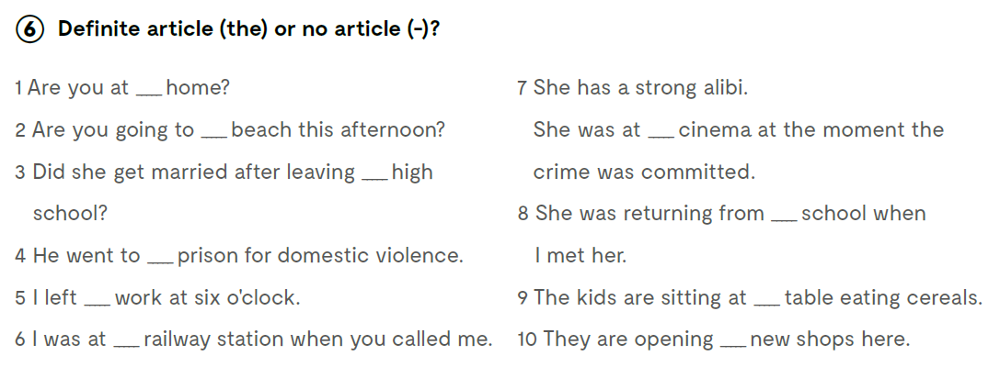 6 Definite article (the) or no article (-)?
1 Are you at ___ home?
2 Are you going to ___ beach this afternoon?
3 Did she get married after leaving ___ high
school?
4 He went to ___ prison for domestic violence.
5 I left ___ work at six o'clock.
6 I was at ___ railway station when you called me.
7 She has a strong alibi.
She was at ___ cinema at the moment the
crime was committed.
8 She was returning from ___ school when
I met her.
9 The kids are sitting at ___ table eating cereals.
10 They are opening ___ new shops here.